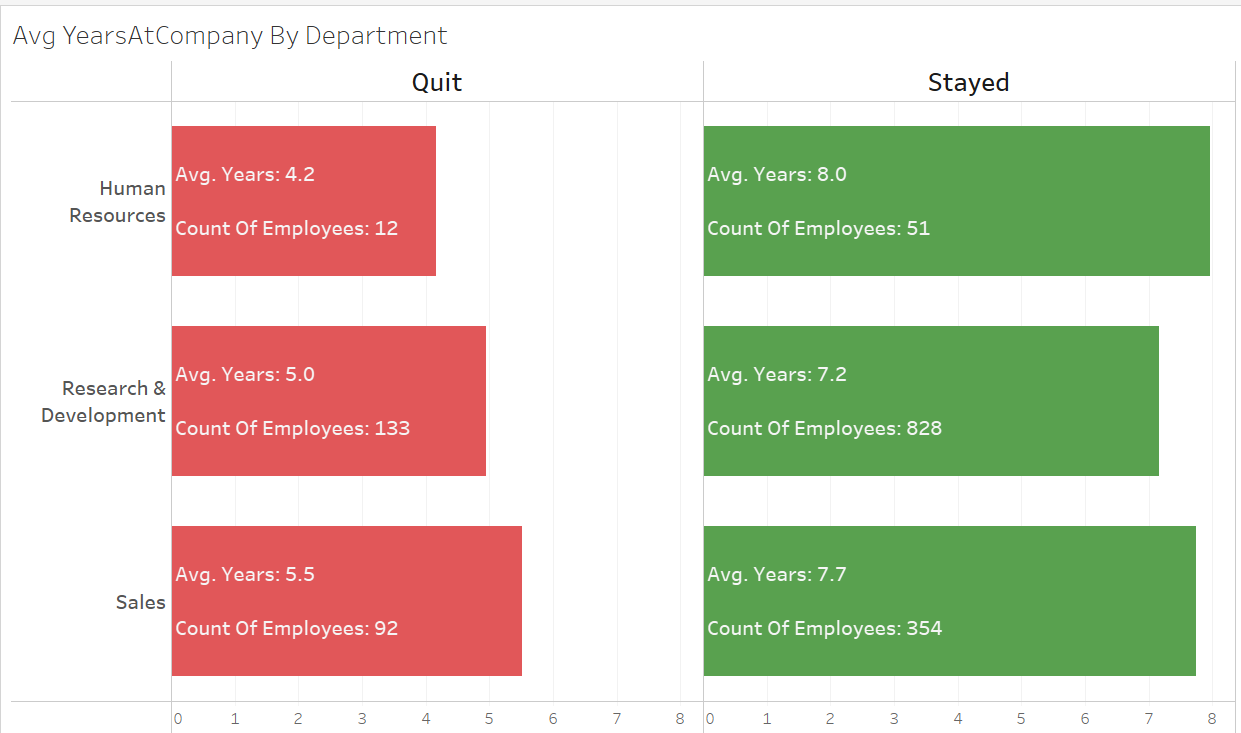 Avg YearsAtCompany By Department
Quit
Stayed
Human
Resources
Avg. Years: 4.2
Count Of Employees: 12
Avg. Years: 8.0
Count Of Employees: 51
Research &
Development
Avg. Years: 5.0
Count Of Employees: 133
Avg. Years: 7.2
Count Of Employees: 828
Sales
Avg. Years: 5.5
Count Of Employees: 92
Avg. Years: 7.7
Count Of Employees: 354
0 1 2 3 4 5 6 7 8
0 1 2 3 4 5 6 7 8